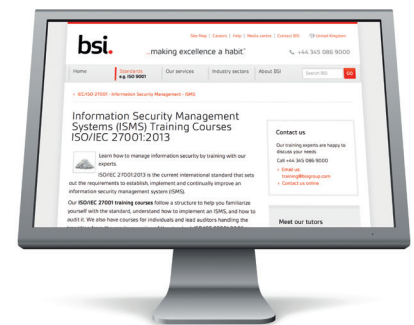 Site Map | Careers | Help | Media centre | Contact BSI United Kingdom
bsi.
...making excellence a habit.™
+44 345 086 9000
Home
Standards
e.g. ISO 9001
Our services
Industry sectors
About BSI
Search BSI
GO
IEC/ISO 27001 - Information Security Management - ISMS
Information Security Management
Systems (ISMS) Training Courses
ISO/IEC 27001:2013
Learn how to manage information security by training with our
experts.
ISO/IEC 27001:2013 is the current international standard that sets
out the requirements to establish, implement and continually improve an
information security management system (ISMS).
Our ISO/IEC 27001 training courses follow a structure to help you familiarize
yourself with the standard, understand how to implement an ISMS, and how to
audit it. We also have courses for individuals and lead auditors handling the
Contact us
Our training experts are happy to
discuss your needs
Call +44 345 086 9000
Email us
training@bsigroup.com
Contact us online
Meet our tutors